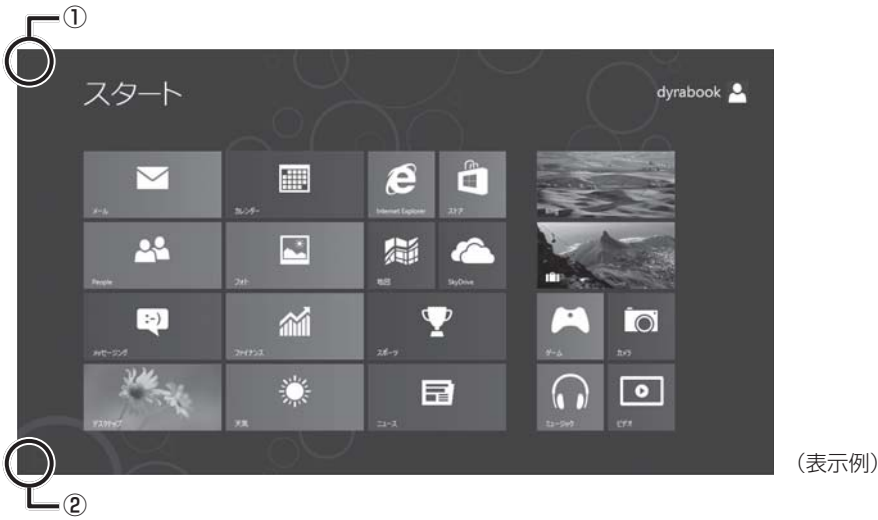 ①
スタート
dyrabook
メール
カレンダー
Internet Explorer
ストア
Bing
People
フォト
地図
SkyDrive
メッセージング
ファイナンス
スポーツ
ゲーム
カメラ
デスクトップ
天気
ニュース
ミュージック
ビデオ
（表示例）
②